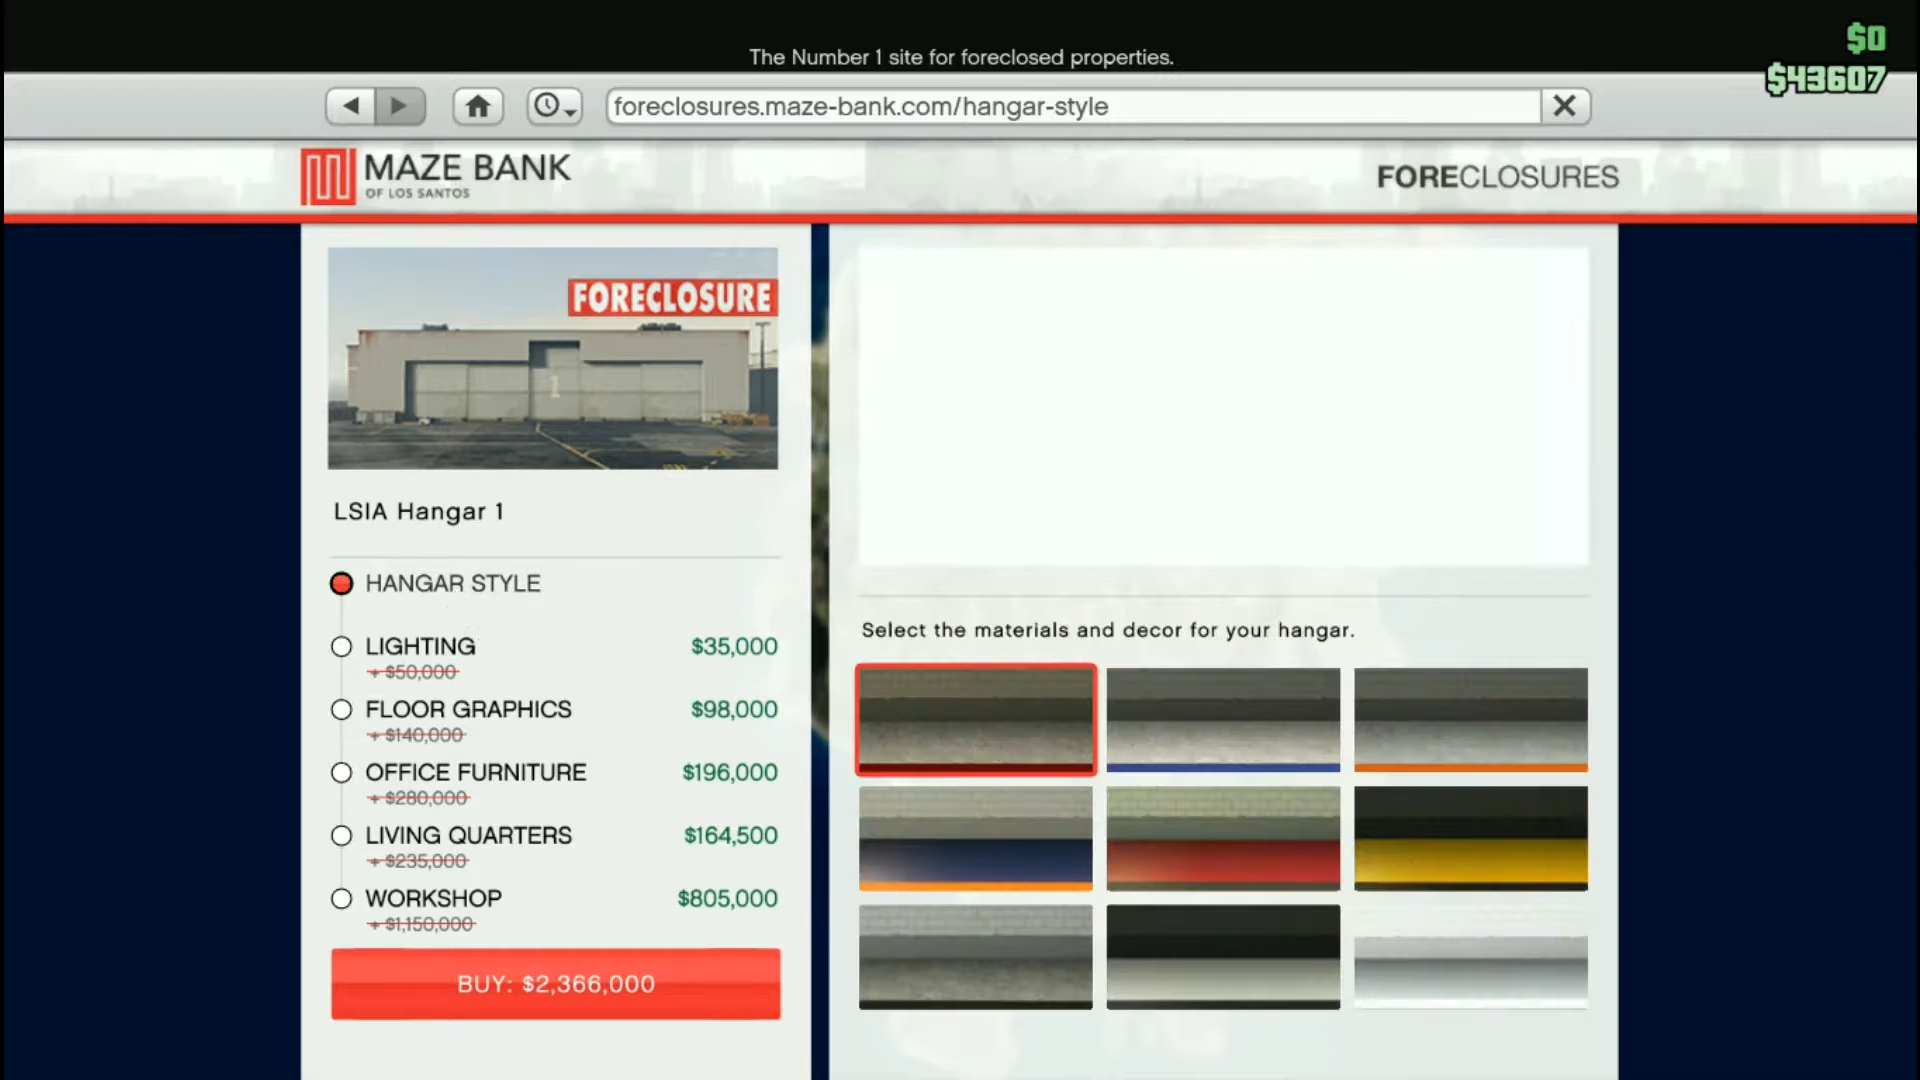 The Number 1 site for foreclosed properties.
$0
$43607
foreclosures.maze-bank.com/hangar-style
MAZE BANK
OF LOS SANTOS
FORECLOSURES
FORECLOSURE
1
LSIA Hangar 1
HANGAR STYLE
LIGHTING $35,000
+ $50,000
FLOOR GRAPHICS $98,000
+ $140,000
OFFICE FURNITURE $196,000
+ $280,000
LIVING QUARTERS $164,500
+ $235,000
WORKSHOP $805,000
+ $1,150,000
BUY: $2,366,000
Select the materials and decor for your hangar.